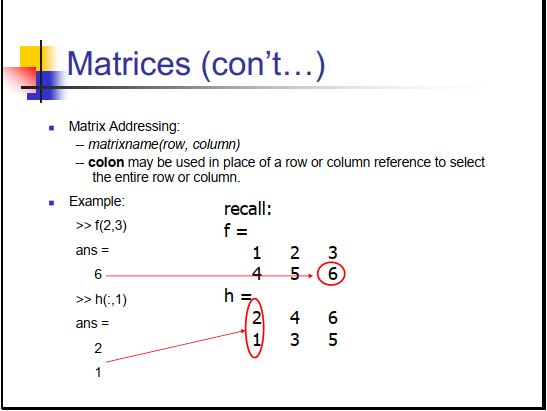 Matrices (con’t…)
Matrix Addressing:
-- matrixname(row, column)
-- colon may be used in place of a row or column reference to select
the entire row or column.
Example:
>> f(2,3)
ans =
6
>> h(:,1)
ans =
2
1
recall:
f =
1 2 3
4 5 6
h =
2 4 6
1 3 5